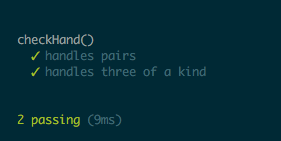 checkHand()
✓ handles pairs
✓ handles three of a kind
2 passing (9ms)